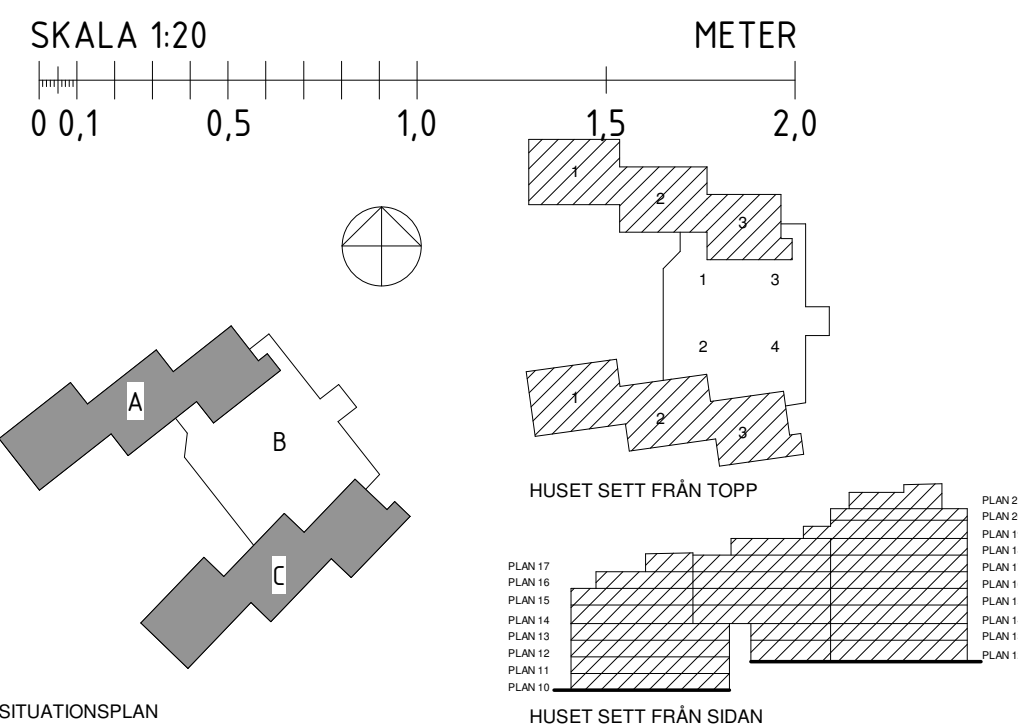 SKALA 1:20 METER
0 0,1 0,5 1,0 1,5 2,0
1
2
3
1 3
2 4
1
2
3
HUSET SETT FRÅN TOPP
A
B
C
SITUATIONSPLAN
PLAN 17
PLAN 16
PLAN 15
PLAN 14
PLAN 13
PLAN 12
PLAN 11
PLAN 10
PLAN 2
PLAN 2
PLAN 1
PLAN 1
PLAN 1
PLAN 1
PLAN 1
PLAN 1
PLAN 1
PLAN 1
HUSET SETT FRÅN SIDAN